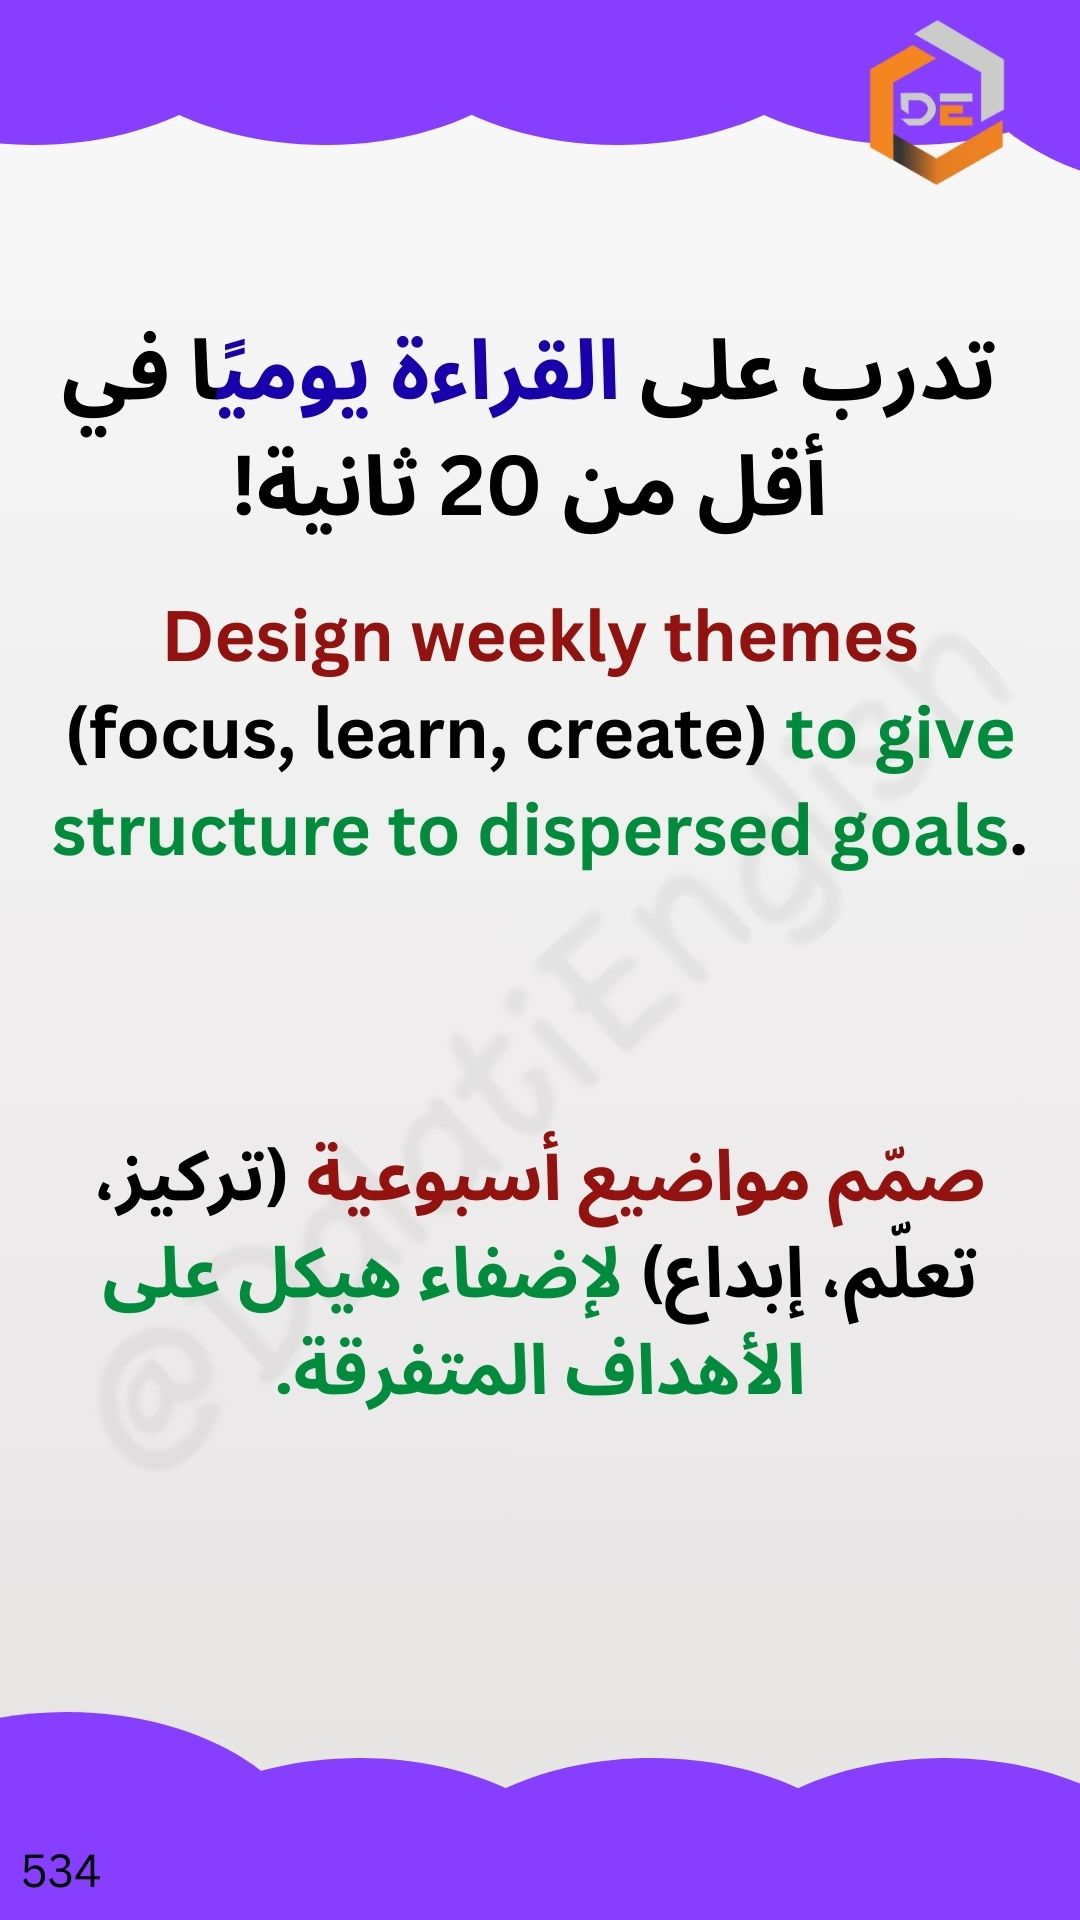 DE
تدرب على القراءة يوميًا في
أقل من 20 ثانية!
Design weekly themes
(focus, learn, create) to give
structure to dispersed goals.
@DalatiEnglish
صمّم مواضيع أسبوعية (تركيز،
تعلّم، إبداع) لإضفاء هيكل على
الأهداف المتفرقة.
534